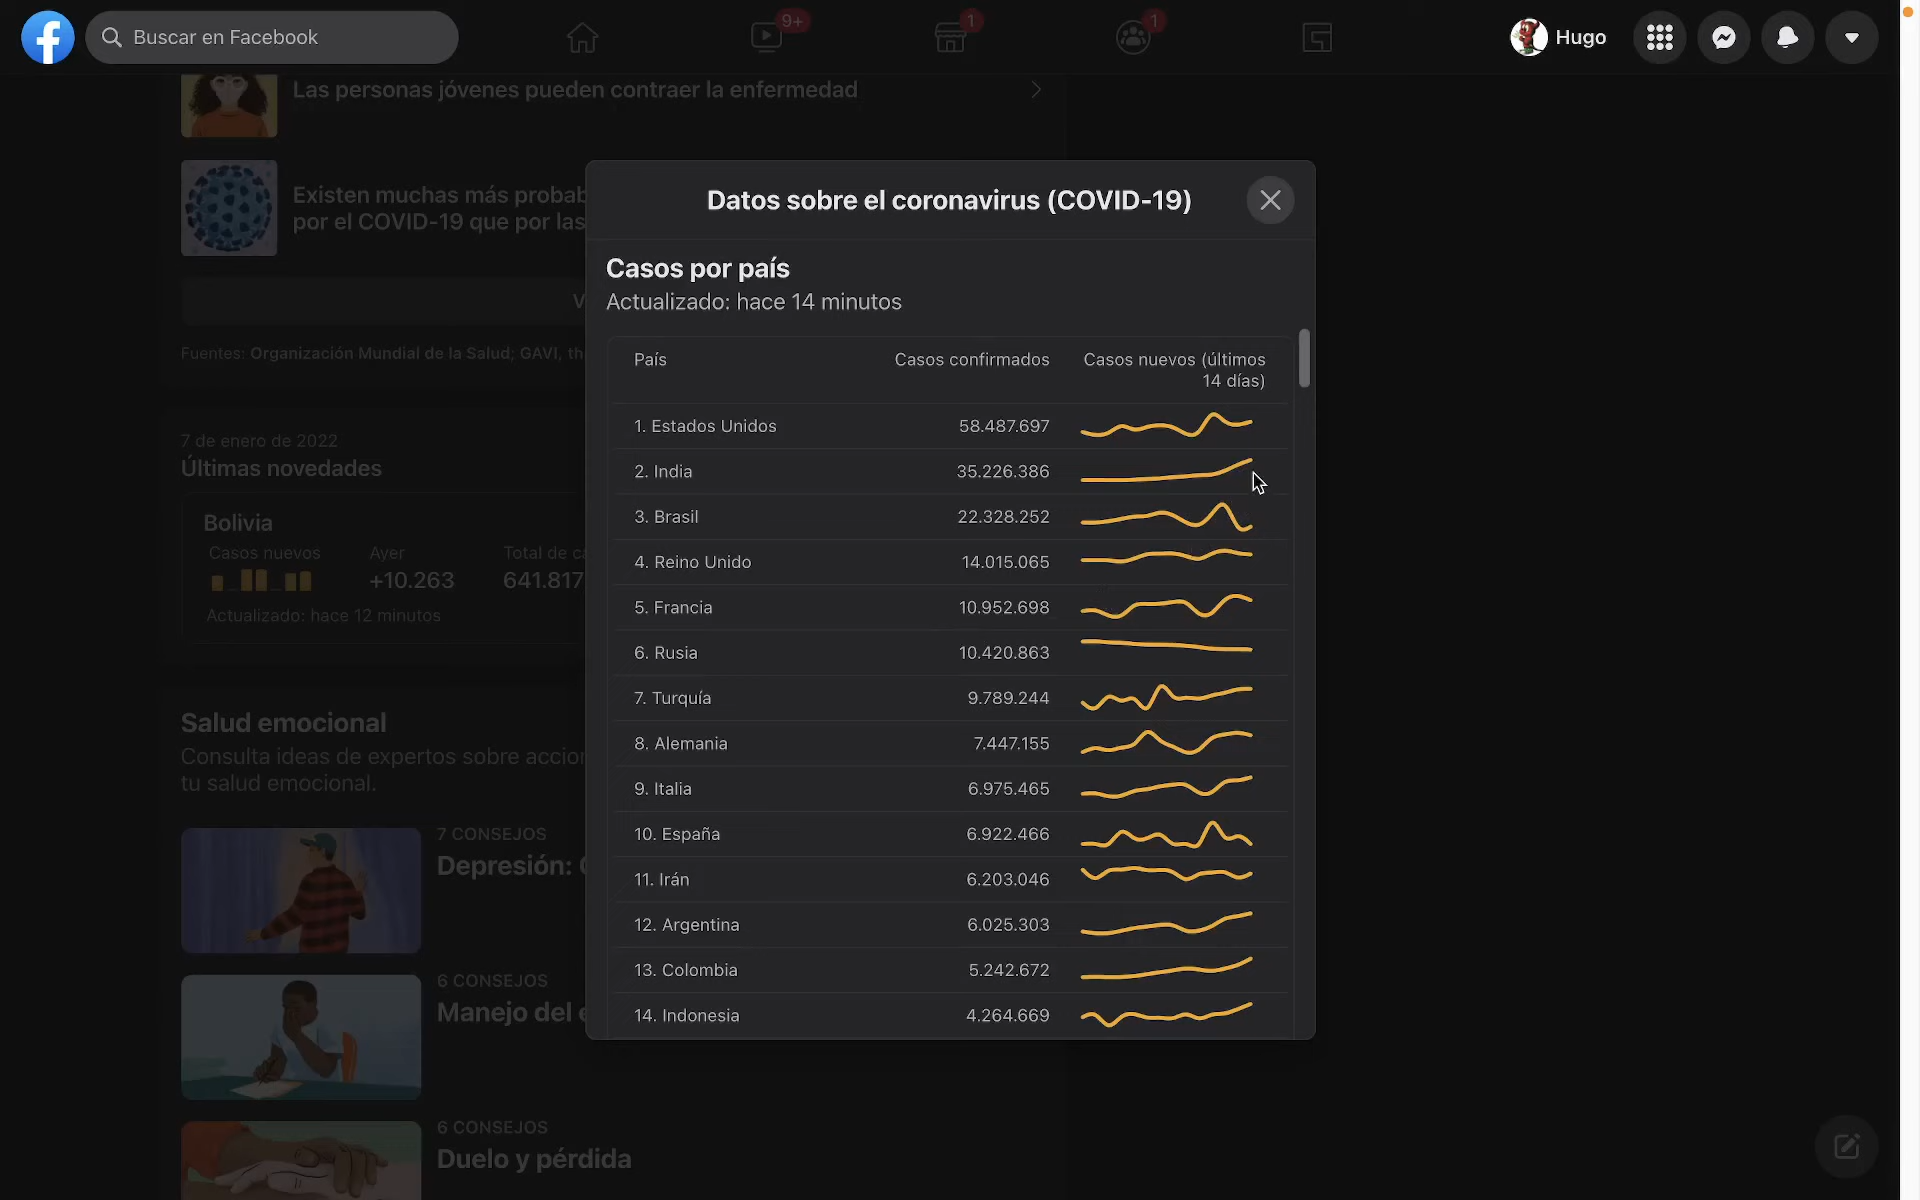 Buscar en Facebook
9+
1
1
Hugo
Las personas jóvenes pueden contraer la enfermedad
Existen muchas más probab
por el COVID-19 que por las
V
Fuentes: Organización Mundial de la Salud; GAVI, th
7 de enero de 2022
Últimas novedades
Bolivia
Casos nuevos Ayer Total de ca
+10.263 641.817
Actualizado: hace 12 minutos
Salud emocional
Consulta ideas de expertos sobre accion
tu salud emocional.
7 CONSEJOS
Depresión: C
6 CONSEJOS
Manejo del e
6 CONSEJOS
Duelo y pérdida
Datos sobre el coronavirus (COVID-19)
Casos por país
Actualizado: hace 14 minutos
País Casos confirmados Casos nuevos (últimos
14 días)
1. Estados Unidos 58.487.697
2. India 35.226.386
3. Brasil 22.328.252
4. Reino Unido 14.015.065
5. Francia 10.952.698
6. Rusia 10.420.863
7. Turquía 9.789.244
8. Alemania 7.447.155
9. Italia 6.975.465
10. España 6.922.466
11. Irán 6.203.046
12. Argentina 6.025.303
13. Colombia 5.242.672
14. Indonesia 4.264.669